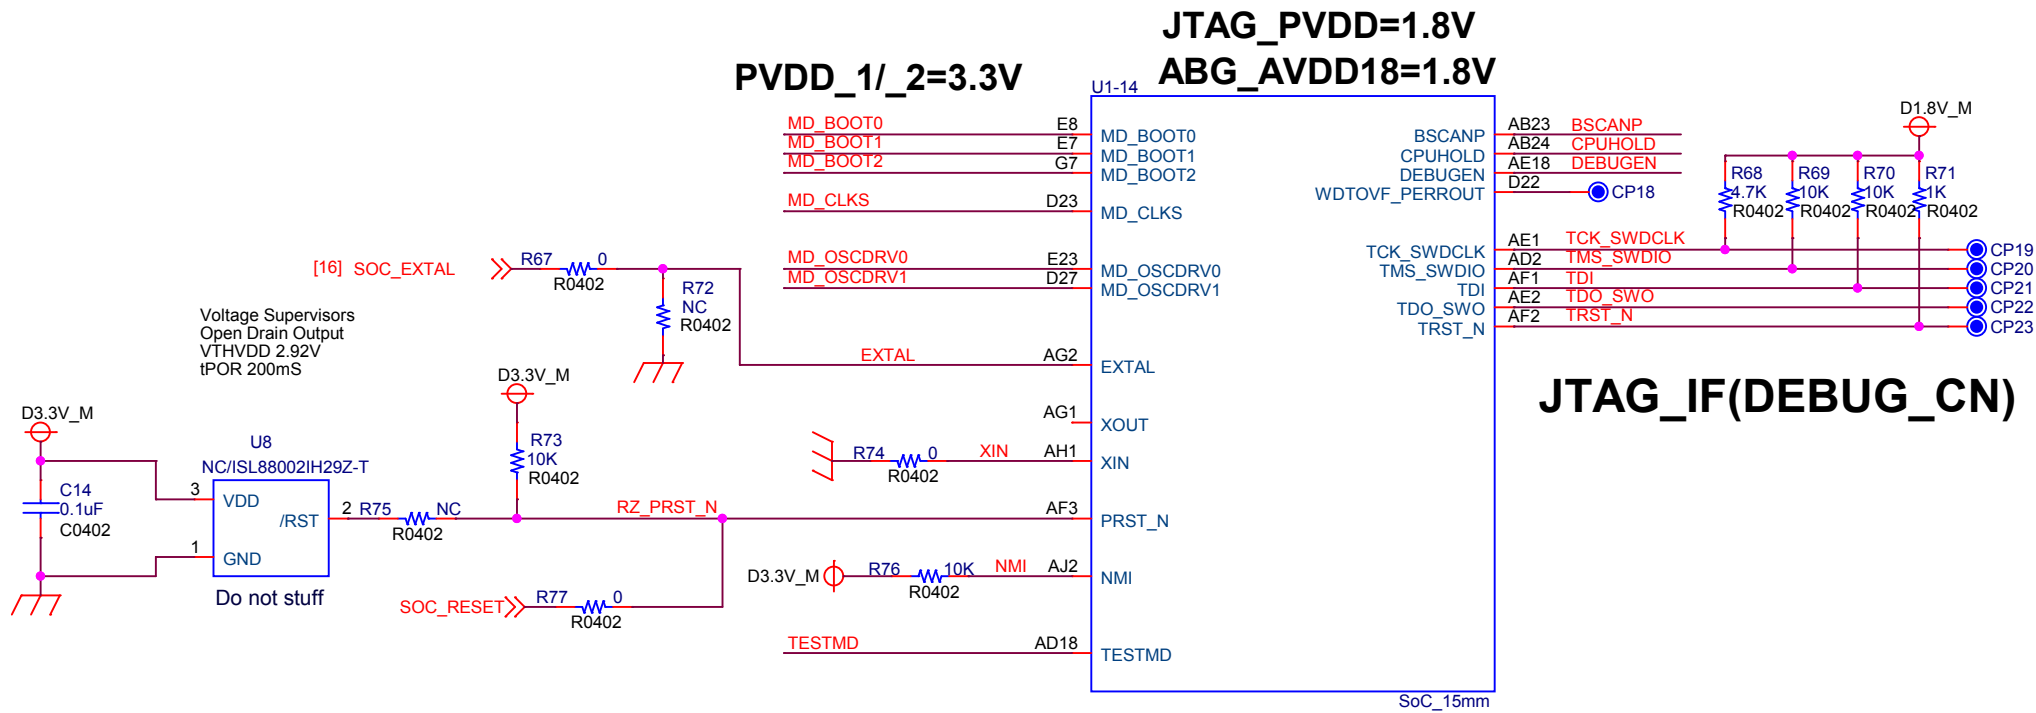 JTAG_PVDD=1.8V
PVDD_1/_2=3.3V
ABG_AVDD18=1.8V
U1-14
MD_BOOT0 E8 MD_BOOT0
MD_BOOT1 E7 MD_BOOT1
MD_BOOT2 G7 MD_BOOT2
MD_CLKS D23 MD_CLKS
MD_OSCDRV0 E23 MD_OSCDRV0
MD_OSCDRV1 D27 MD_OSCDRV1
BSCANP AB23 BSCANP
CPUHOLD AB24 CPUHOLD
DEBUGEN AE18 DEBUGEN
WDTOVF_PERROUT D22 CP18
D1.8V_M
R68 R69 R70 R71
4.7K 10K 10K 1K
R0402 R0402 R0402 R0402
TCK_SWDCLK AE1 TCK_SWDCLK CP19
TMS_SWDIO AD2 TMS_SWDIO CP20
TDI AF1 TDI CP21
TDO_SWO AE2 TDO_SWO CP22
TRST_N AF2 TRST_N CP23
JTAG_IF(DEBUG_CN)
[16] SOC_EXTAL R67 0
R0402
R72
NC
R0402
EXTAL AG2 EXTAL
AG1 XOUT
R74 0 XIN AH1 XIN
R0402
Voltage Supervisors
Open Drain Output
VTHVDD 2.92V
tPOR 200mS
D3.3V_M
R73
10K
R0402
D3.3V_M
C14
0.1uF
C0402
U8
NC/ISL88002IH29Z-T
3 VDD
/RST 2
1 GND
Do not stuff
R75 NC
R0402
RZ_PRST_N AF3 PRST_N
D3.3V_M R76 10K NMI AJ2 NMI
R0402
SOC_RESET R77 0
R0402
TESTMD AD18 TESTMD
SoC_15mm